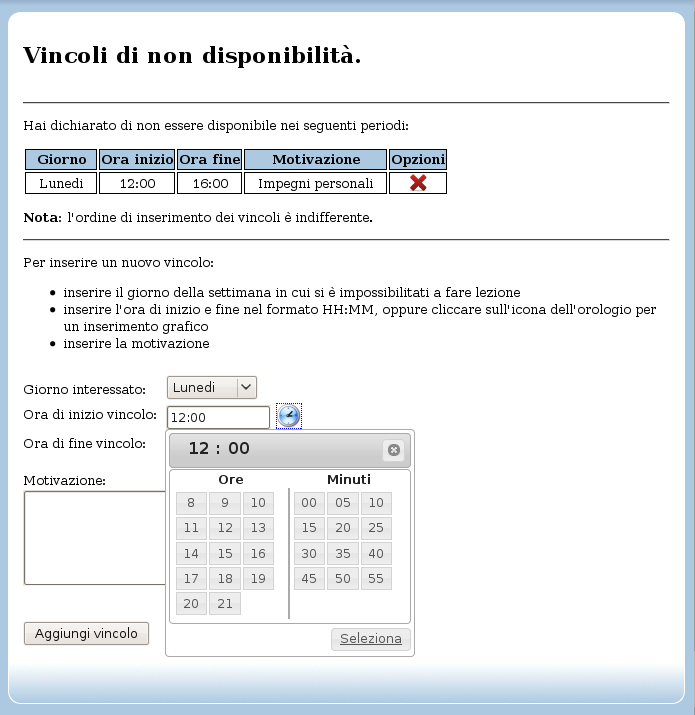 Vincoli di non disponibilità.
Hai dichiarato di non essere disponibile nei seguenti periodi:
Giorno Ora inizio Ora fine Motivazione Opzioni
Lunedi 12:00 16:00 Impegni personali
Nota: l'ordine di inserimento dei vincoli è indifferente.
Per inserire un nuovo vincolo:
inserire il giorno della settimana in cui si è impossibilitati a fare lezione
inserire l'ora di inizio e fine nel formato HH:MM, oppure cliccare sull'icona dell'orologio per
un inserimento grafico
inserire la motivazione
Giorno interessato: Lunedi
Ora di inizio vincolo: 12:00
Ora di fine vincolo:
12 : 00
Motivazione:
Ore Minuti
8 9 10 00 05 10
11 12 13 15 20 25
14 15 16 30 35 40
17 18 19 45 50 55
20 21
Aggiungi vincolo
Seleziona